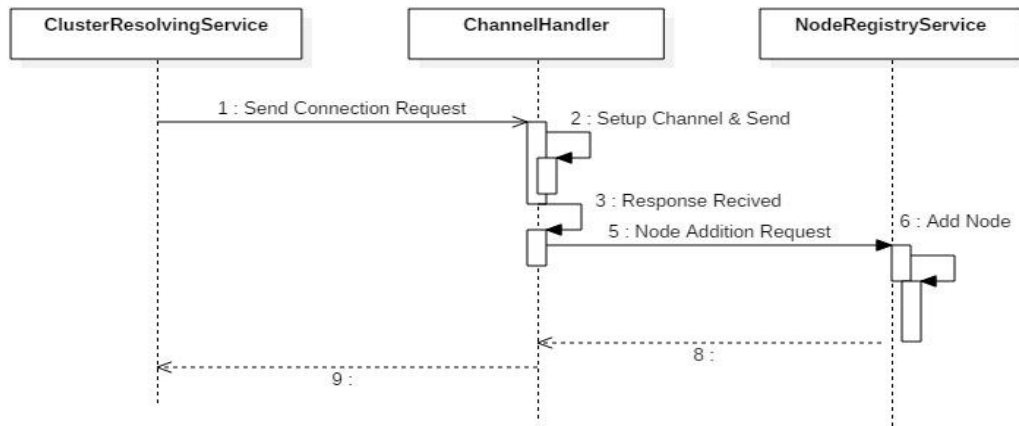 ClusterResolvingService
ChannelHandler
NodeRegistryService
1 : Send Connection Request
2 : Setup Channel & Send
3 : Response Recived
5 : Node Addition Request
6 : Add Node
8 :
9 :